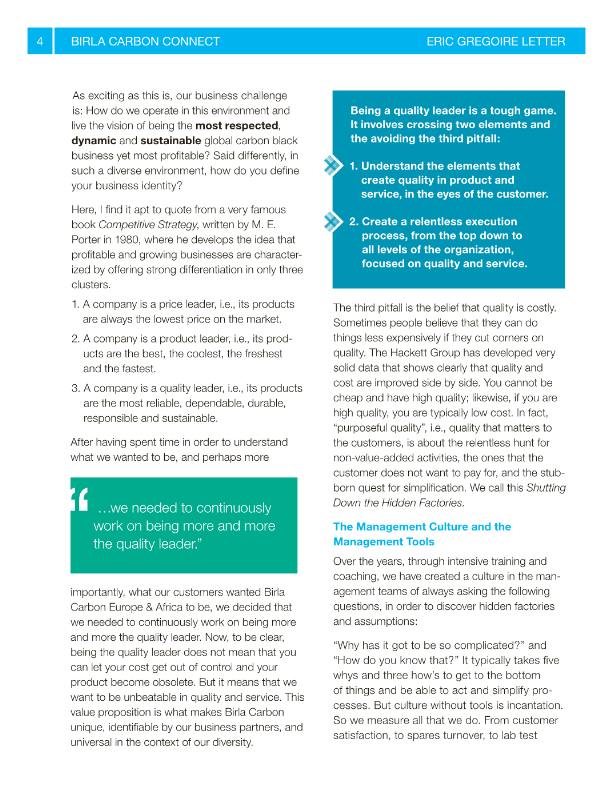 4 BIRLA CARBON CONNECT
ERIC GREGOIRE LETTER
As exciting as this is, our business challenge
is: How do we operate in this environment and
live the vision of being the most respected,
dynamic and sustainable global carbon black
business yet most profitable? Said differently, in
such a diverse environment, how do you define
your business identity?
Here, I find it apt to quote from a very famous
book Competitive Strategy, written by M. E.
Porter in 1980, where he develops the idea that
profitable and growing businesses are character-
ized by offering strong differentiation in only three
clusters.
1. A company is a price leader, i.e., its products
are always the lowest price on the market.
2. A company is a product leader, i.e., its prod-
ucts are the best, the coolest, the freshest
and the fastest.
3. A company is a quality leader, i.e., its products
are the most reliable, dependable, durable,
responsible and sustainable.
After having spent time in order to understand
what we wanted to be, and perhaps more
“ …we needed to continuously
work on being more and more
the quality leader.”
importantly, what our customers wanted Birla
Carbon Europe & Africa to be, we decided that
we needed to continuously work on being more
and more the quality leader. Now, to be clear,
being the quality leader does not mean that you
can let your cost get out of control and your
product become obsolete. But it means that we
want to be unbeatable in quality and service. This
value proposition is what makes Birla Carbon
unique, identifiable by our business partners, and
universal in the context of our diversity.
Being a quality leader is a tough game.
It involves crossing two elements and
the avoiding the third pitfall:
1. Understand the elements that
create quality in product and
service, in the eyes of the customer.
2. Create a relentless execution
process, from the top down to
all levels of the organization,
focused on quality and service.
The third pitfall is the belief that quality is costly.
Sometimes people believe that they can do
things less expensively if they cut corners on
quality. The Hackett Group has developed very
solid data that shows clearly that quality and
cost are improved side by side. You cannot be
cheap and have high quality; likewise, if you are
high quality, you are typically low cost. In fact,
“purposeful quality”, i.e., quality that matters to
the customers, is about the relentless hunt for
non-value-added activities, the ones that the
customer does not want to pay for, and the stub-
born quest for simplification. We call this Shutting
Down the Hidden Factories.
The Management Culture and the
Management Tools
Over the years, through intensive training and
coaching, we have created a culture in the man-
agement teams of always asking the following
questions, in order to discover hidden factories
and assumptions:
“Why has it got to be so complicated?” and
“How do you know that?” It typically takes five
whys and three how’s to get to the bottom
of things and be able to act and simplify pro-
cesses. But culture without tools is incantation.
So we measure all that we do. From customer
satisfaction, to spares turnover, to lab test